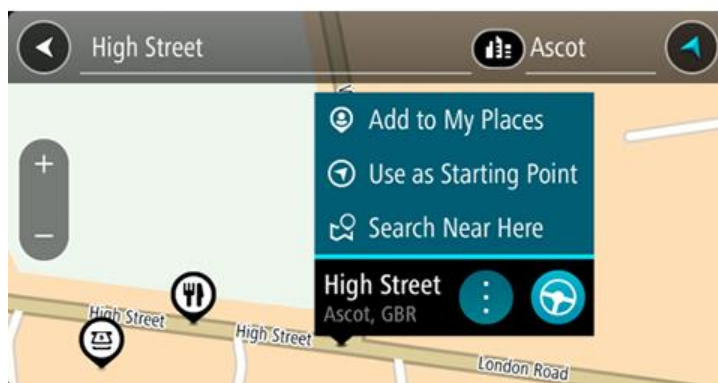 High Street
Ascot
Add to My Places
Use as Starting Point
Search Near Here
High Street
Ascot, GBR
High Street
High Street
London Road